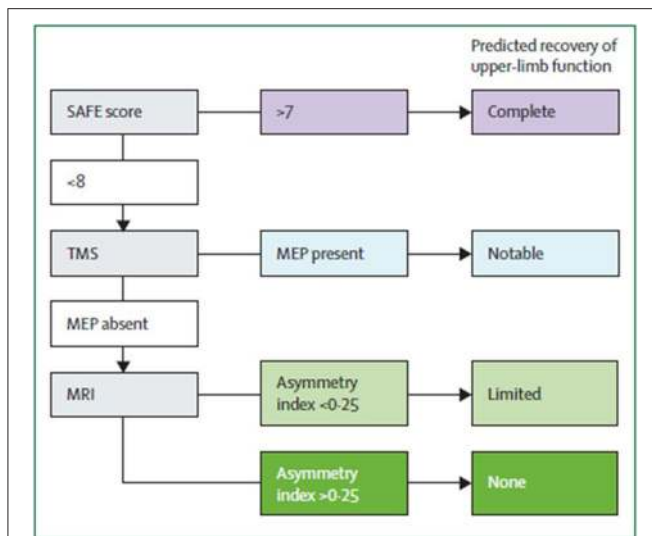 Predicted recovery of
upper-limb function
SAFE score
>7
Complete
<8
TMS
MEP present
Notable
MEP absent
MRI
Asymmetry
index <0·25
Limited
Asymmetry
index >0·25
None